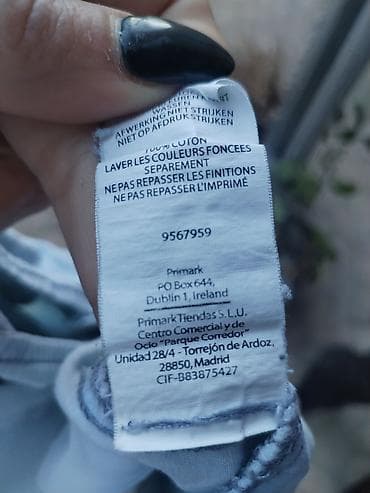 WASSEN
AFWERKING NIET STRIJKEN
NIET OP AFDRUK STRIJKEN
100% COTON
LAVER LES COULEURS FONCEES
SEPAREMENT
NE PAS REPASSER LES FINITIONS
NE PAS REPASSER L'IMPRIMÉ
9567959
Primark
PO Box 644,
Dublin 1, Ireland
Primark Tiendas S.L.U.
Centro Comercial y de
Ocio "Parque Corredor"
Unidad 28/4 - Torrejón de Ardoz,
28850, Madrid
CIF-B83875427